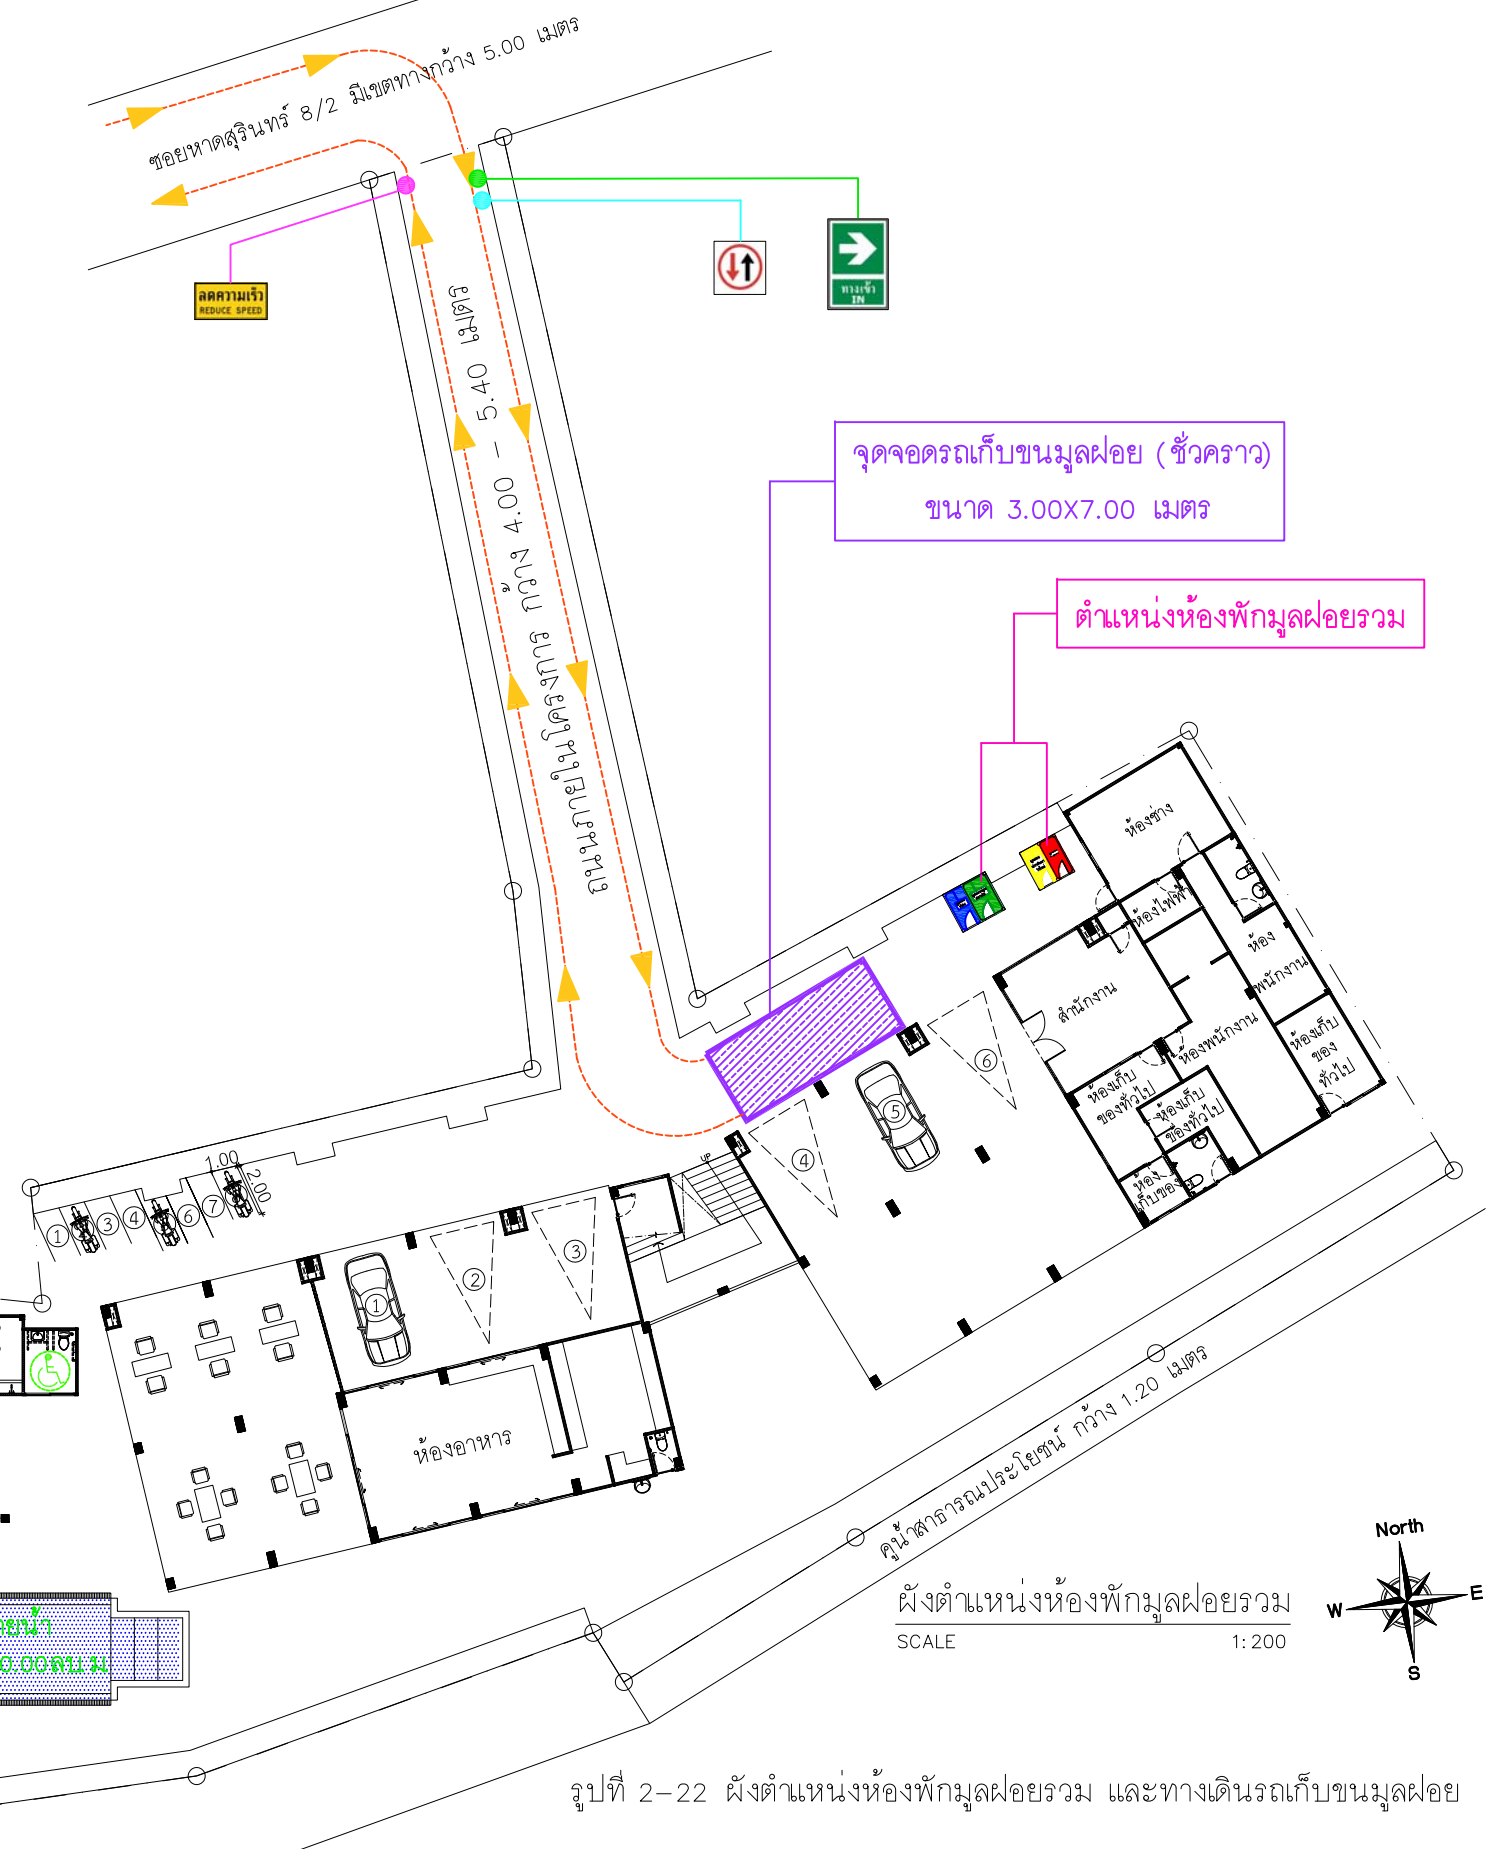 ซอยหาดสุรินทร์ 8/2 มีเขตทางกว้าง 5.00 เมตร
ลดความเร็ว
REDUCE SPEED
ทางเข้า
IN
ถนนภายในโครงการ กว้าง 4.00 - 5.40 เมตร
จุดจอดรถเก็บขนมูลฝอย (ชั่วคราว)
ขนาด 3.00X7.00 เมตร
ตำแหน่งห้องพักมูลฝอยรวม
ห้องช่าง
ห้องไฟฟ้า
ห้อง
พนักงาน
สำนักงาน
ห้องพนักงาน
ห้องเก็บ
ของ
ทั่วไป
ห้องเก็บ
ของทั่วไป
ห้องเก็บ
ของทั่วไป
ห้อง
เก็บของ
6
5
4
UP
1.00
2.00
1
3
4
6
7
3
2
1
ห้องอาหาร
คูน้ำสาธารณประโยชน์ กว้าง 1.20 เมตร
North
W
E
S
ผังตำแหน่งห้องพักมูลฝอยรวม
SCALE 1:200
รูปที่ 2-22 ผังตำแหน่งห้องพักมูลฝอยรวม และทางเดินรถเก็บขนมูลฝอย